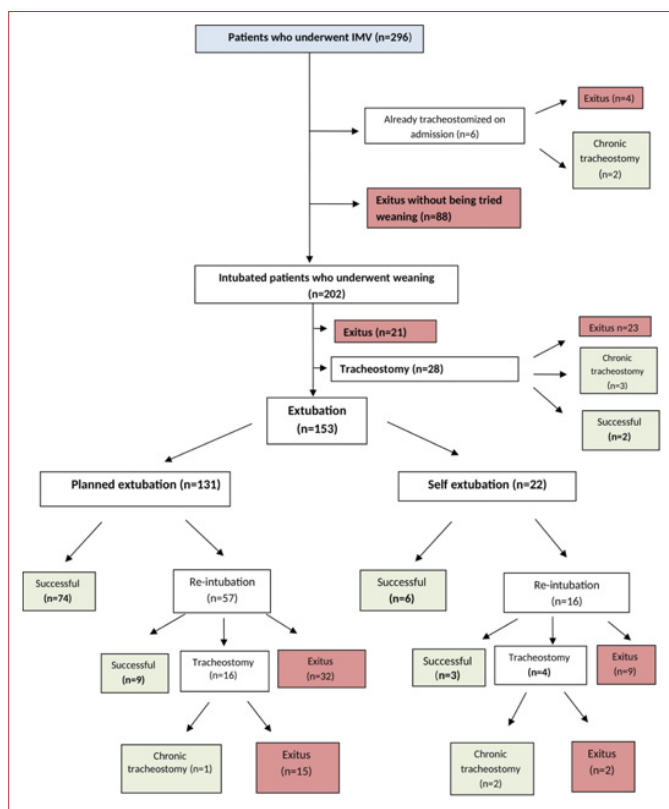 Patients who underwent IMV (n=296)
Exitus (n=4)
Already tracheostomized on
admission (n=6)
Chronic
tracheostomy
(n=2)
Exitus without being tried
weaning (n=88)
Intubated patients who underwent weaning
(n=202)
Exitus (n=21)
Exitus n=23
Tracheostomy (n=28)
Chronic
tracheostomy
(n=3)
Successful
(n=2)
Extubation
(n=153)
Planned extubation (n=131)
Self extubation (n=22)
Successful
(n=74)
Re-intubation
(n=57)
Successful
(n=6)
Re-intubation
(n=16)
Successful
(n=9)
Tracheostomy
(n=16)
Exitus
(n=32)
Successful
(n=3)
Tracheostomy
(n=4)
Exitus
(n=9)
Chronic
tracheostomy (n=1)
Exitus
(n=15)
Chronic
tracheostomy
(n=2)
Exitus
(n=2)